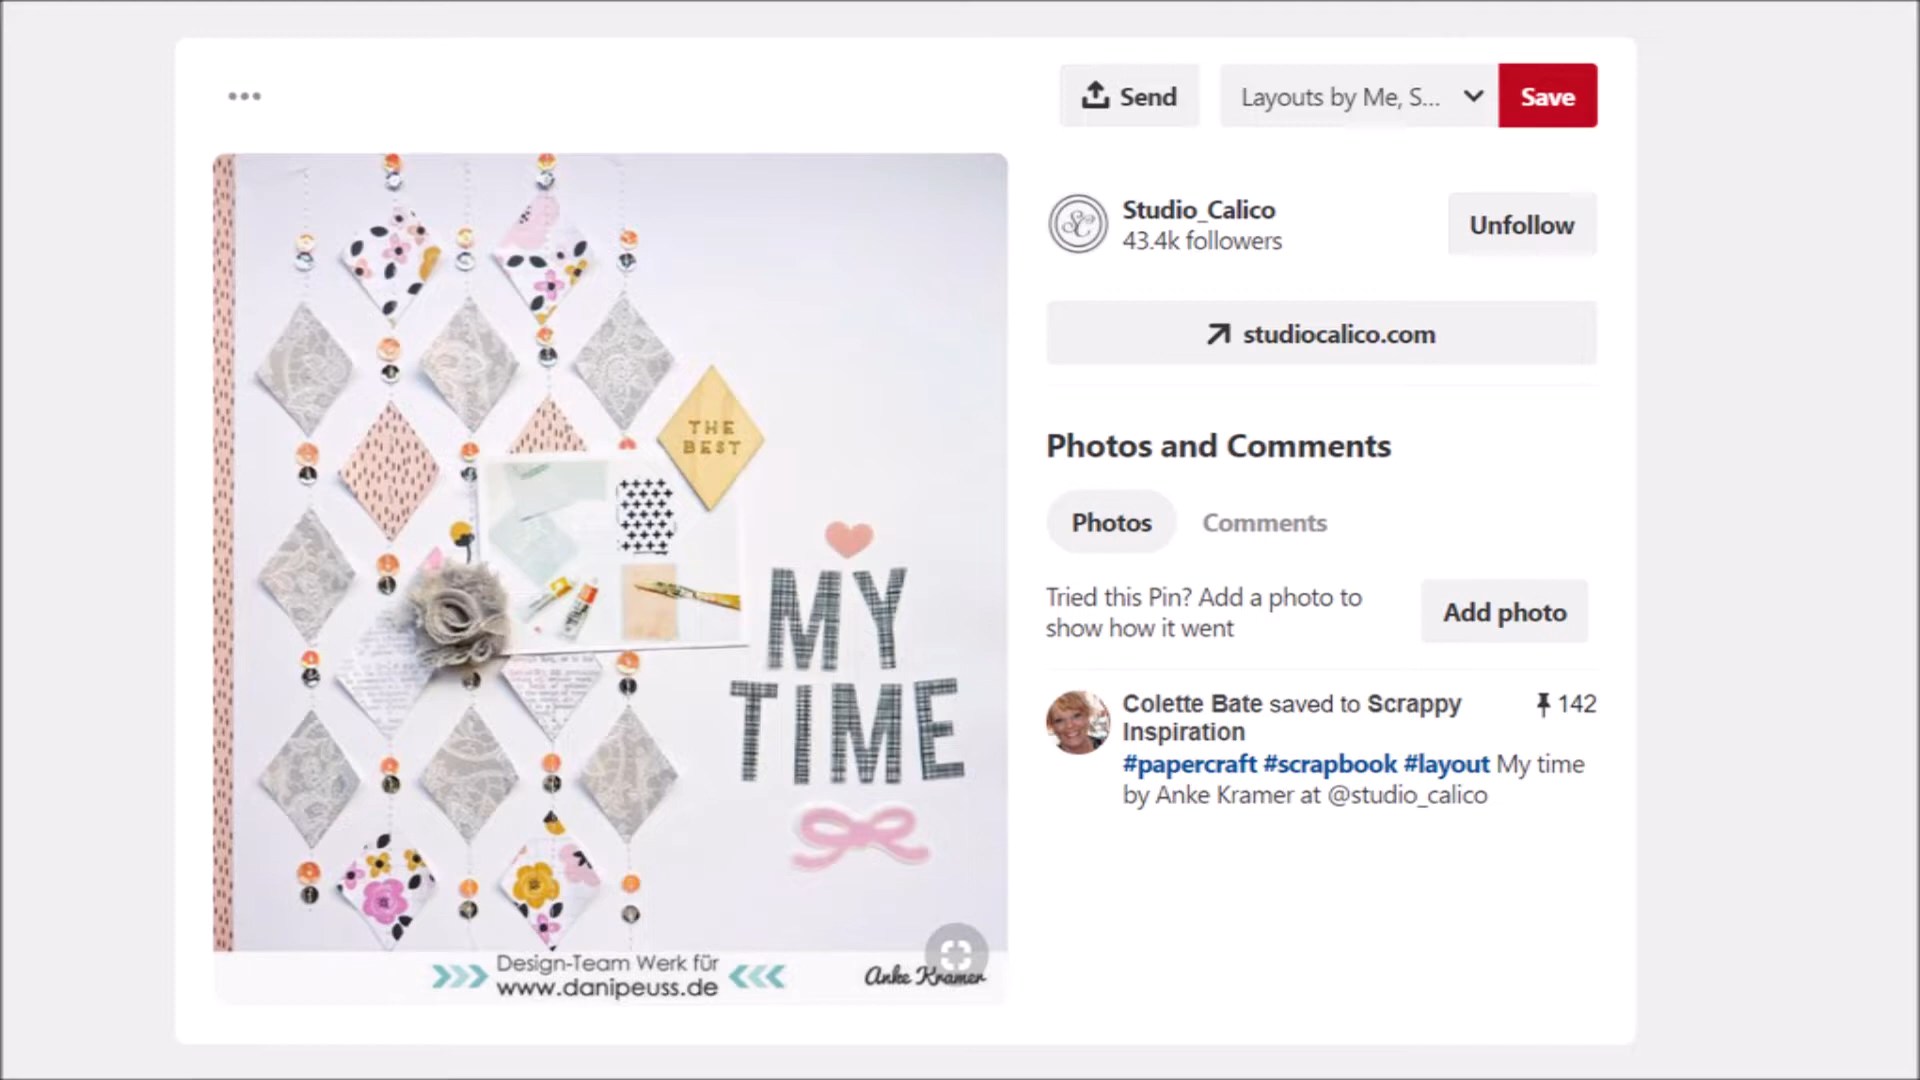 Send
Layouts by Me, S...
Save
Studio_Calico
43.4k followers
Unfollow
studiocalico.com
THE
BEST
MY
TIME
Design-Team Werk für
www.danipeuss.de
Anke Kramer
Photos and Comments
Photos
Comments
Tried this Pin? Add a photo to
show how it went
Add photo
Colette Bate saved to Scrappy
Inspiration
142
#papercraft #scrapbook #layout My time
by Anke Kramer at @studio_calico